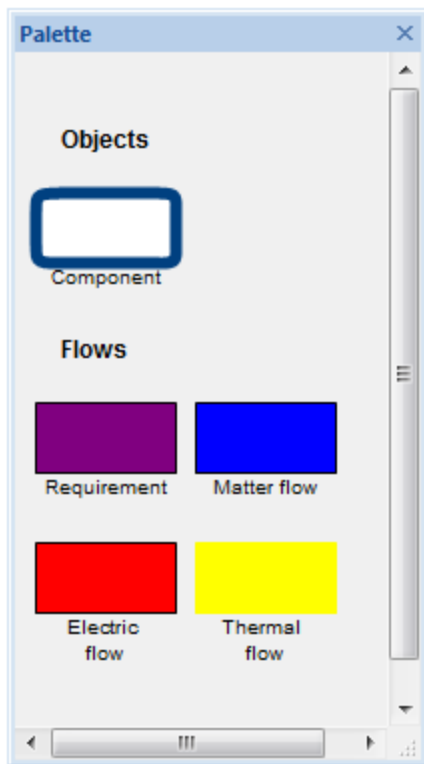 Palette
Objects
Component
Flows
Requirement
Matter flow
Electric
flow
Thermal
flow